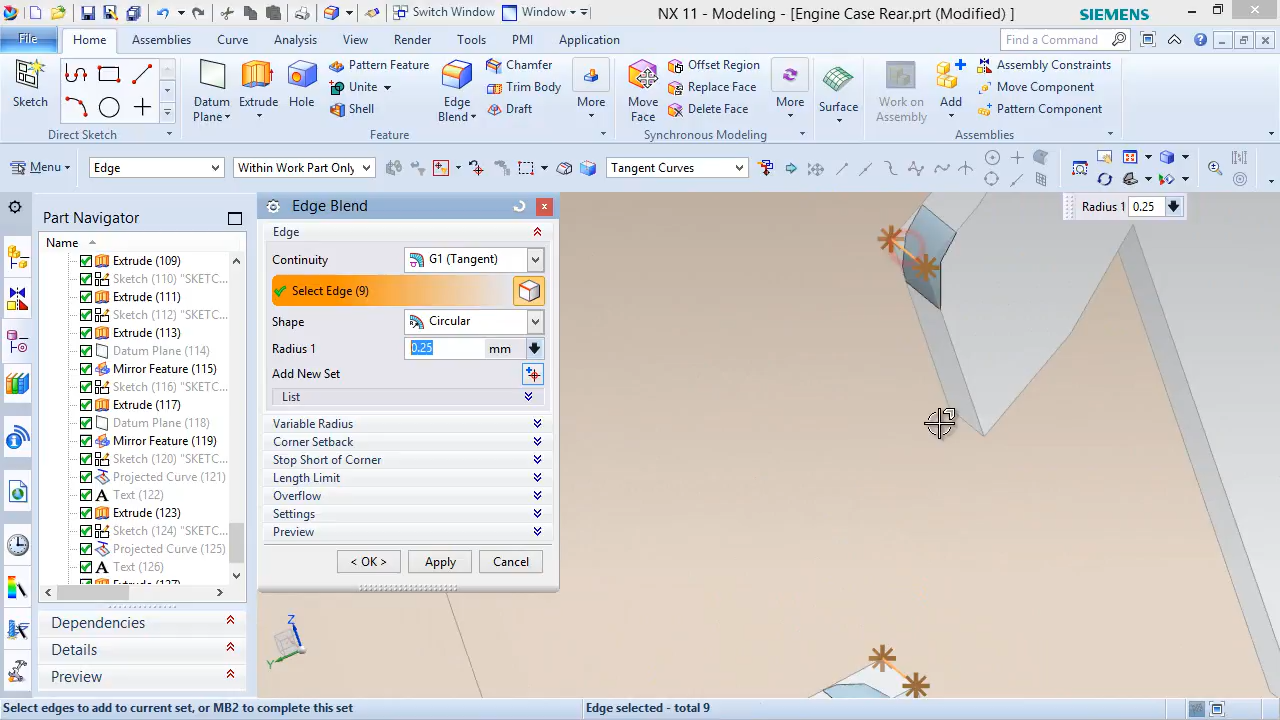 Switch Window
Window
NX 11 - Modeling - [Engine Case Rear.prt (Modified) ]
SIEMENS
File
Home
Assemblies
Curve
Analysis
View
Render
Tools
PMI
Application
Find a Command
Sketch
Direct Sketch
Datum Plane
Extrude
Hole
Pattern Feature
Unite
Shell
Edge Blend
Chamfer
Trim Body
Draft
More
Feature
Move Face
Offset Region
Replace Face
Delete Face
More
Synchronous Modeling
Surface
Work on Assembly
Add
Assembly Constraints
Move Component
Pattern Component
Assemblies
Menu
Edge
Within Work Part Only
Tangent Curves
Part Navigator
Name
Extrude (109)
Sketch (110) "SKETC...
Extrude (111)
Sketch (112) "SKETC...
Extrude (113)
Datum Plane (114)
Mirror Feature (115)
Sketch (116) "SKETC...
Extrude (117)
Datum Plane (118)
Mirror Feature (119)
Sketch (120) "SKETC...
Projected Curve (121)
A Text (122)
Extrude (123)
Sketch (124) "SKETC...
Projected Curve (125)
A Text (126)
Extrude (127)
Dependencies
Details
Preview
Edge Blend
Edge
Continuity
G1 (Tangent)
Select Edge (9)
Shape
Circular
Radius 1
0.25
mm
Add New Set
List
Variable Radius
Corner Setback
Stop Short of Corner
Length Limit
Overflow
Settings
Preview
< OK >
Apply
Cancel
Radius 1 0.25
Z
Y
Select edges to add to current set, or MB2 to complete this set
Edge selected - total 9